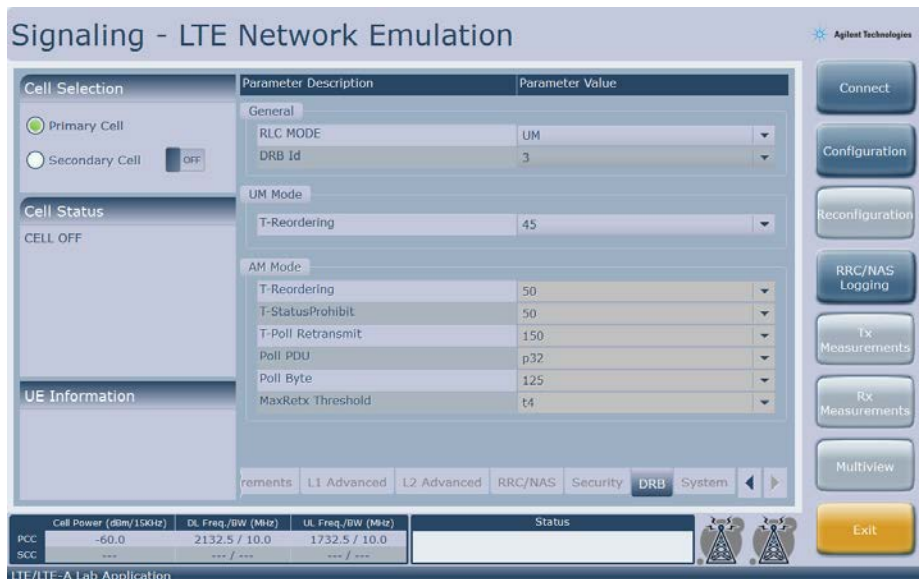 Signaling - LTE Network Emulation
Agilent Technologies
Cell Selection
Primary Cell
Secondary Cell OFF
Cell Status
CELL OFF
UE Information
Parameter Description Parameter Value
General
RLC MODE UM
DRB Id 3
UM Mode
T-Reordering 45
AM Mode
T-Reordering 50
T-StatusProhibit 50
T-Poll Retransmit 150
Poll PDU p32
Poll Byte 125
MaxRetx Threshold t4
rements L1 Advanced L2 Advanced RRC/NAS Security DRB System
Connect
Configuration
Reconfiguration
RRC/NAS
Logging
Tx
Measurements
Rx
Measurements
Multiview
Exit
Cell Power (dBm/15KHz) DL Freq./BW (MHz) UL Freq./BW (MHz) Status
PCC -60.0 2132.5 / 10.0 1732.5 / 10.0
SCC --- --- / --- --- / ---
LTE/LTE-A Lab Application